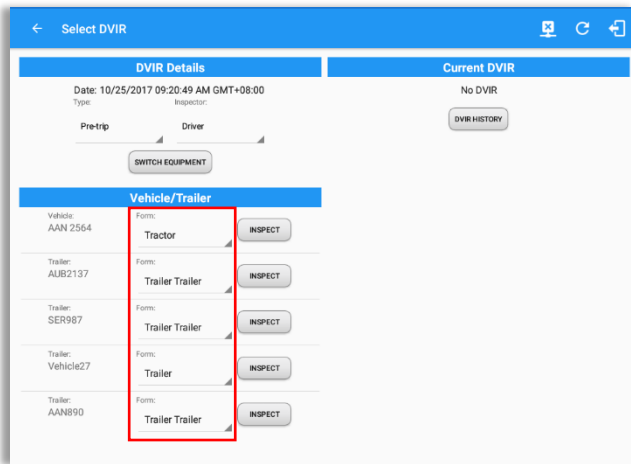 Select DVIR
DVIR Details
Date: 10/25/2017 09:20:49 AM GMT+08:00
Type: Inspector:
Pre-trip Driver
SWITCH EQUIPMENT
Vehicle/Trailer
Vehicle: Form:
AAN 2564 Tractor INSPECT
Trailer: Form:
AUB2137 Trailer Trailer INSPECT
Trailer: Form:
SER987 Trailer Trailer INSPECT
Trailer: Form:
Vehicle27 Trailer INSPECT
Trailer: Form:
AAN890 Trailer Trailer INSPECT
Current DVIR
No DVIR
DVIR HISTORY